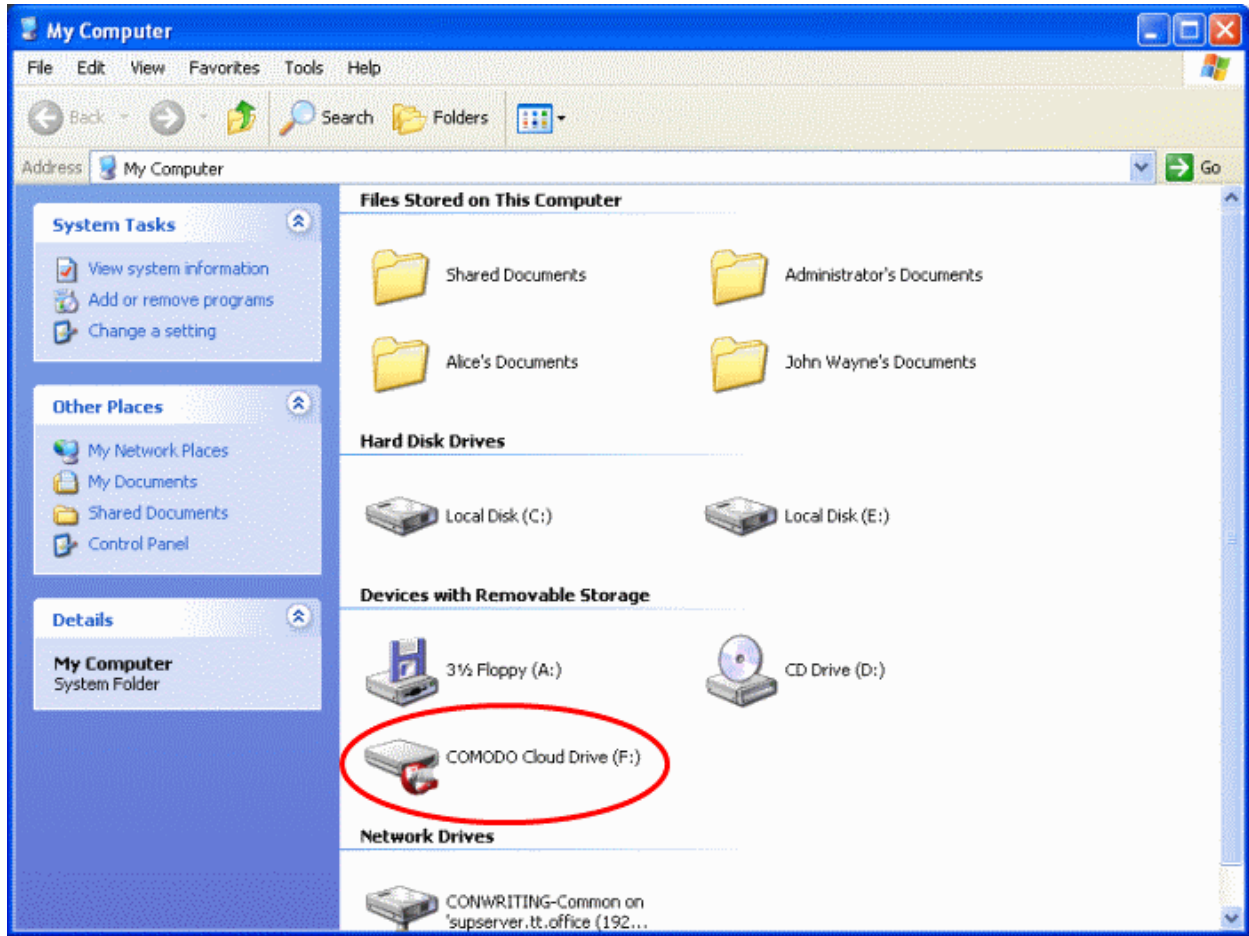 My Computer
File Edit View Favorites Tools Help
Back Search Folders
Address My Computer Go
System Tasks
View system information
Add or remove programs
Change a setting
Other Places
My Network Places
My Documents
Shared Documents
Control Panel
Details
My Computer
System Folder
Files Stored on This Computer
Shared Documents
Administrator's Documents
Alice's Documents
John Wayne's Documents
Hard Disk Drives
Local Disk (C:)
Local Disk (E:)
Devices with Removable Storage
3½ Floppy (A:)
CD Drive (D:)
COMODO Cloud Drive (F:)
Network Drives
CONWRITING-Common on
'supserver.tt.office (192...